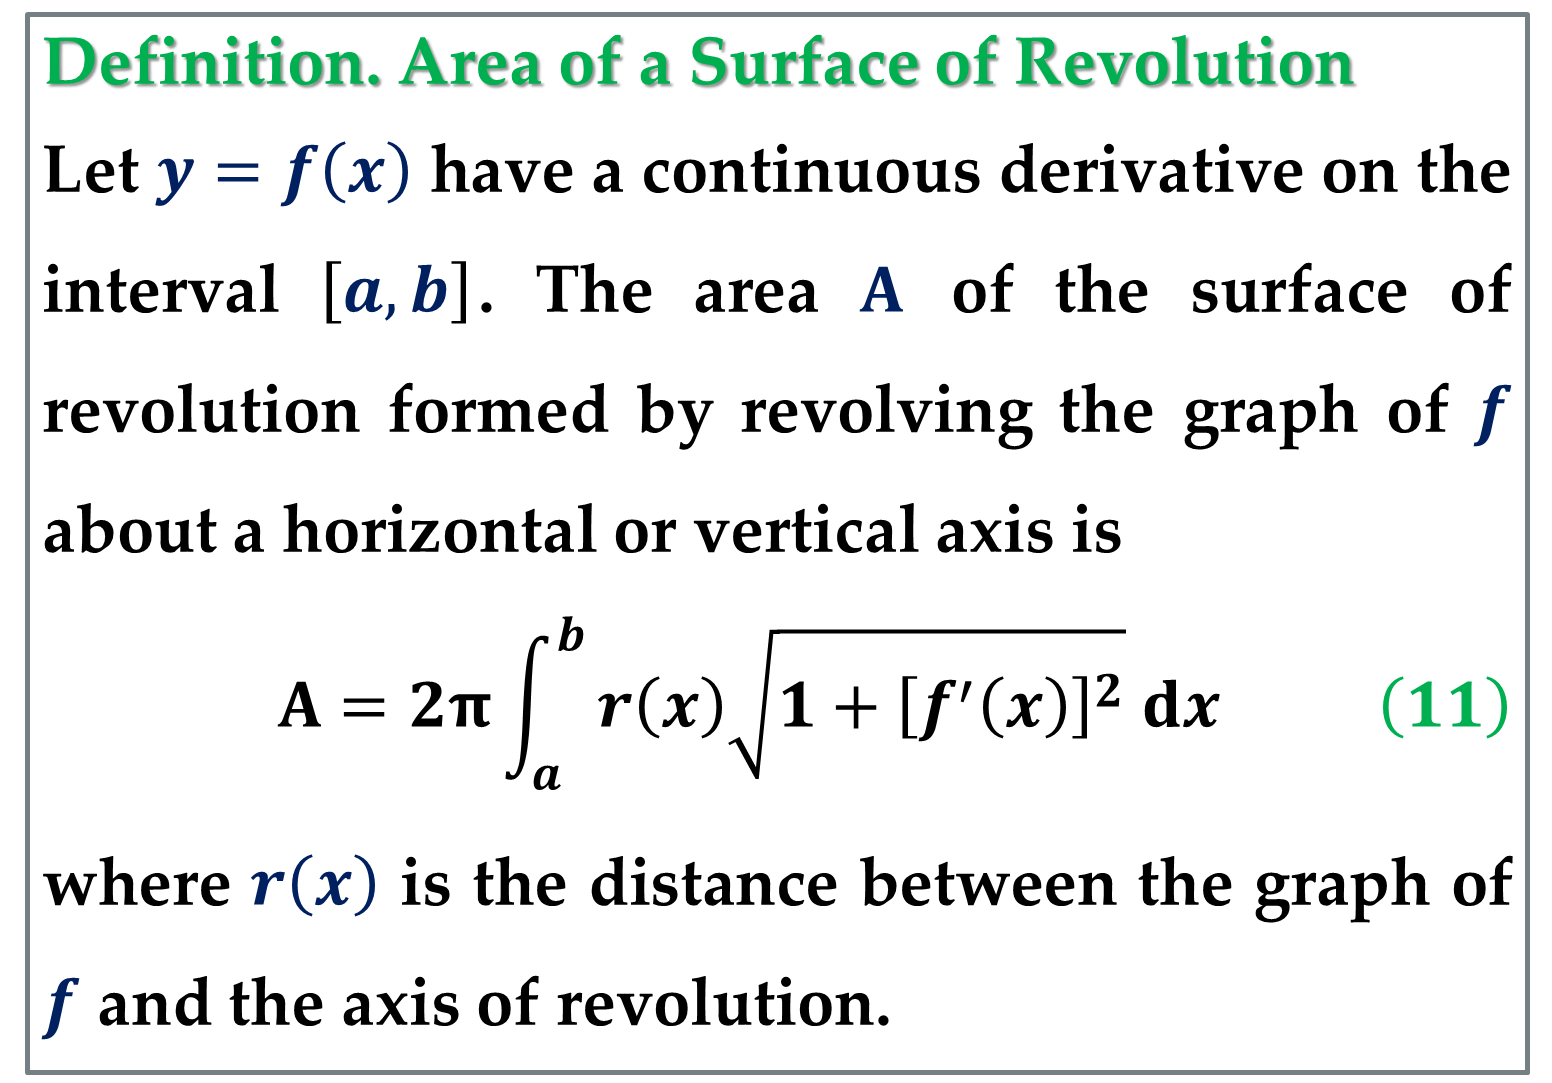 Definition. Area of a Surface of Revolution
Let y = f(x) have a continuous derivative on the
interval [a, b]. The area A of the surface of
revolution formed by revolving the graph of f
about a horizontal or vertical axis is
A = 2π ∫_a^b r(x) √(1 + [f′(x)]²) dx (11)
where r(x) is the distance between the graph of
f and the axis of revolution.